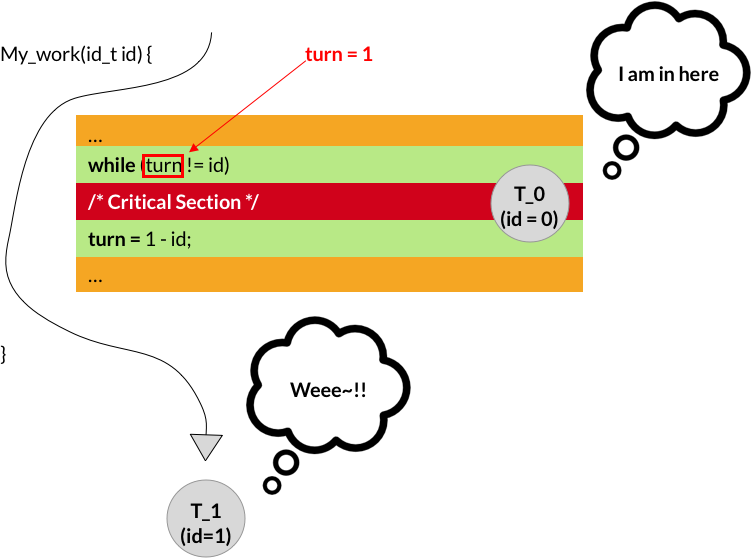 My_work(id_t id) {
turn = 1
I am in here
...
while (turn != id)
/* Critical Section */
T_0
(id = 0)
turn = 1 - id;
...
}
Weee~!!
T_1
(id=1)